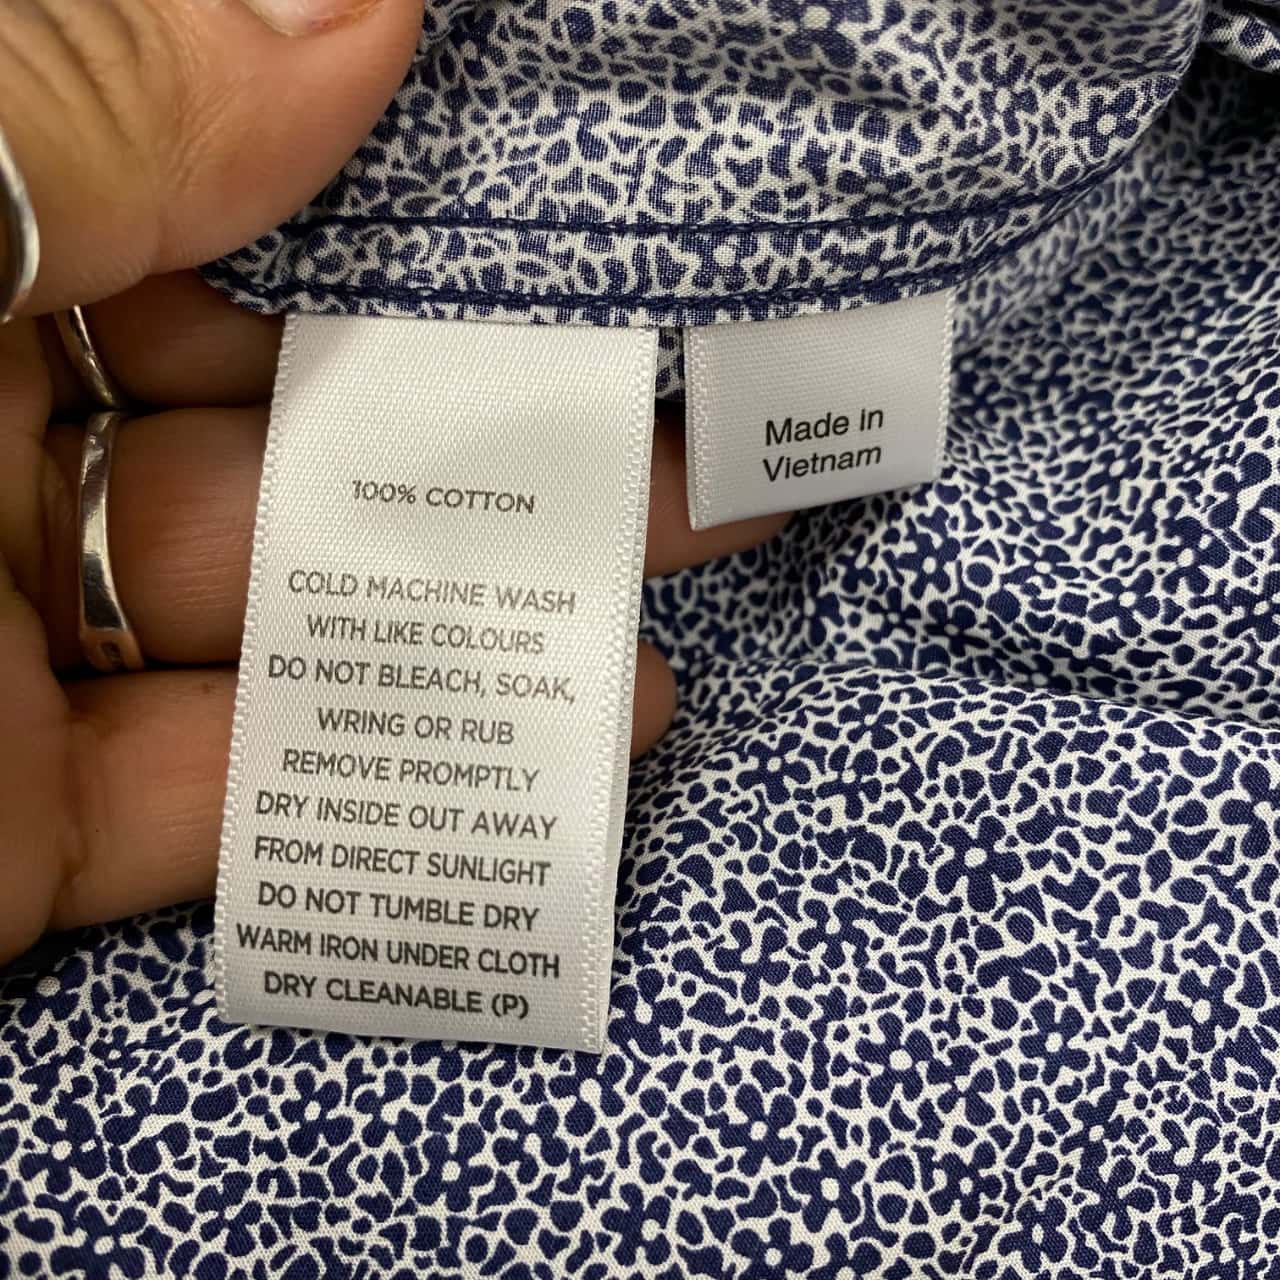 100% COTTON
COLD MACHINE WASH
WITH LIKE COLOURS
DO NOT BLEACH, SOAK,
WRING OR RUB
REMOVE PROMPTLY
DRY INSIDE OUT AWAY
FROM DIRECT SUNLIGHT
DO NOT TUMBLE DRY
WARM IRON UNDER CLOTH
DRY CLEANABLE (P)
Made in
Vietnam